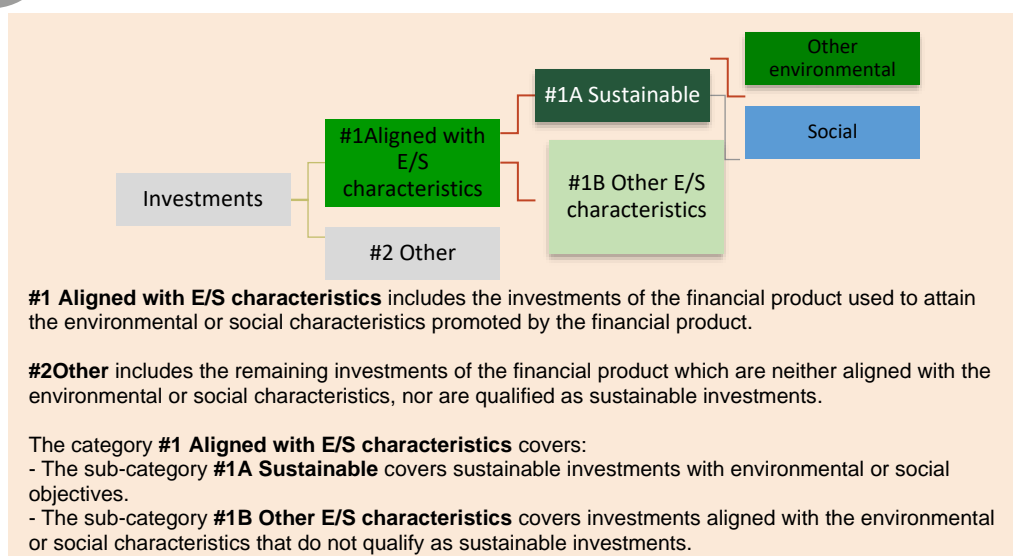 Other
environmental
#1A Sustainable
Social
#1Aligned with
E/S
characteristics
#1B Other E/S
characteristics
Investments
#2 Other
#1 Aligned with E/S characteristics includes the investments of the financial product used to attain
the environmental or social characteristics promoted by the financial product.
#2Other includes the remaining investments of the financial product which are neither aligned with the
environmental or social characteristics, nor are qualified as sustainable investments.
The category #1 Aligned with E/S characteristics covers:
- The sub-category #1A Sustainable covers sustainable investments with environmental or social
objectives.
- The sub-category #1B Other E/S characteristics covers investments aligned with the environmental
or social characteristics that do not qualify as sustainable investments.